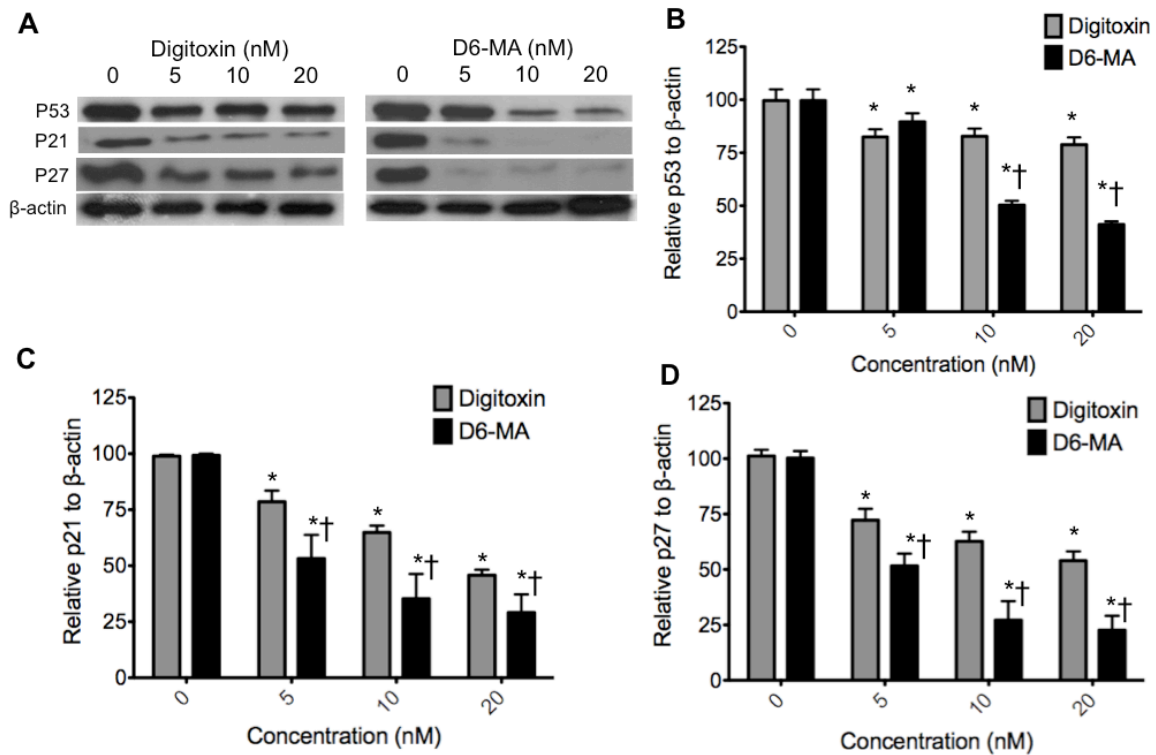 A
Digitoxin (nM)
0 5 10 20
D6-MA (nM)
0 5 10 20
P53
P21
P27
β-actin
B
Digitoxin
D6-MA
Relative p53 to β-actin
125
100
75
50
25
0
* * * *† * *†
0 5 10 20
Concentration (nM)
C
Digitoxin
D6-MA
Relative p21 to β-actin
125
100
75
50
25
0
* *† * *† * *†
0 5 10 20
Concentration (nM)
D
Digitoxin
D6-MA
Relative p27 to β-actin
125
100
75
50
25
0
* *† * *† * *†
0 5 10 20
Concentration (nM)